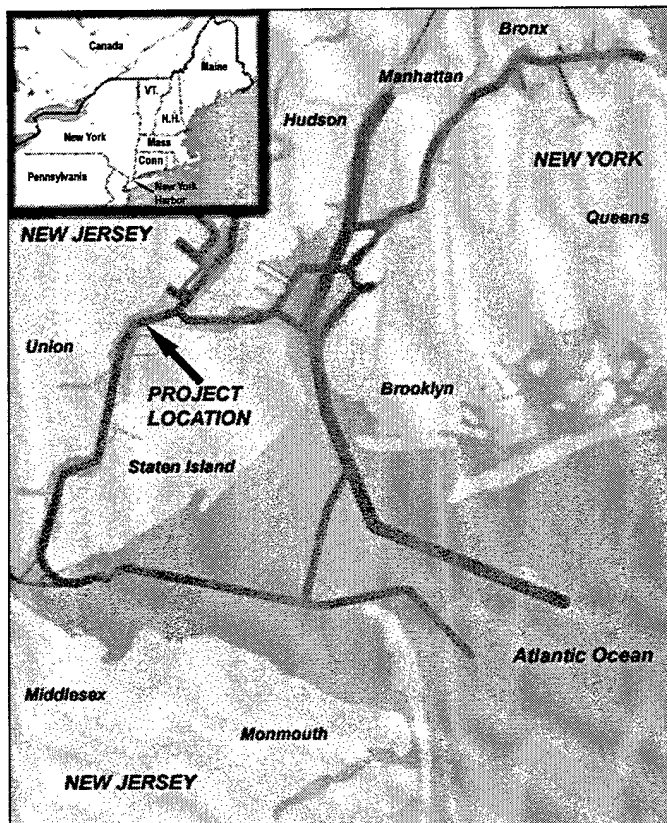 Canada
Maine
VT.
N.H.
New York
Mass
Conn
Pennsylvania
New York
Harbor
Bronx
Manhattan
Hudson
NEW YORK
Queens
NEW JERSEY
Union
PROJECT
LOCATION
Brooklyn
Staten Island
Atlantic Ocean
Middlesex
Monmouth
NEW JERSEY